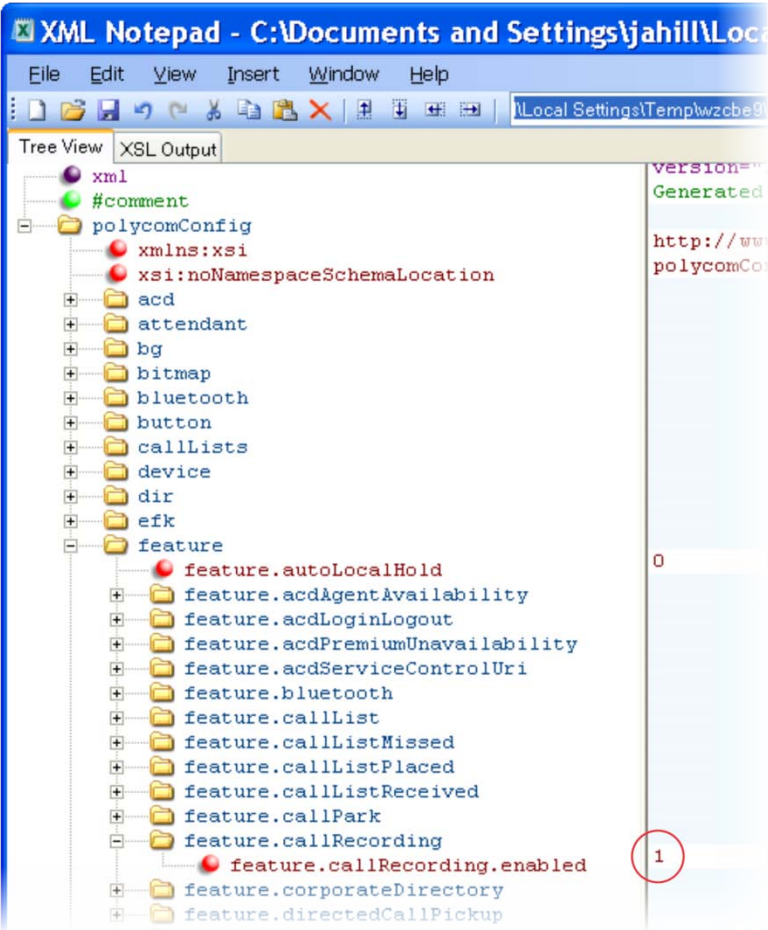 XML Notepad - C:\Documents and Settings\jahill\Loca
File Edit View Insert Window Help
\Local Settings\Temp\wzcbe9\
Tree View XSL Output
xml version="
#comment Generated
polycomConfig
xmlns:xsi http://www
xsi:noNamespaceSchemaLocation polycomCon
acd
attendant
bg
bitmap
bluetooth
button
callLists
device
dir
efk
feature
feature.autoLocalHold 0
feature.acdAgentAvailability
feature.acdLoginLogout
feature.acdPremiumUnavailability
feature.acdServiceControlUri
feature.bluetooth
feature.callList
feature.callListMissed
feature.callListPlaced
feature.callListReceived
feature.callPark
feature.callRecording
feature.callRecording.enabled 1
feature.corporateDirectory
feature.directedCallPickup